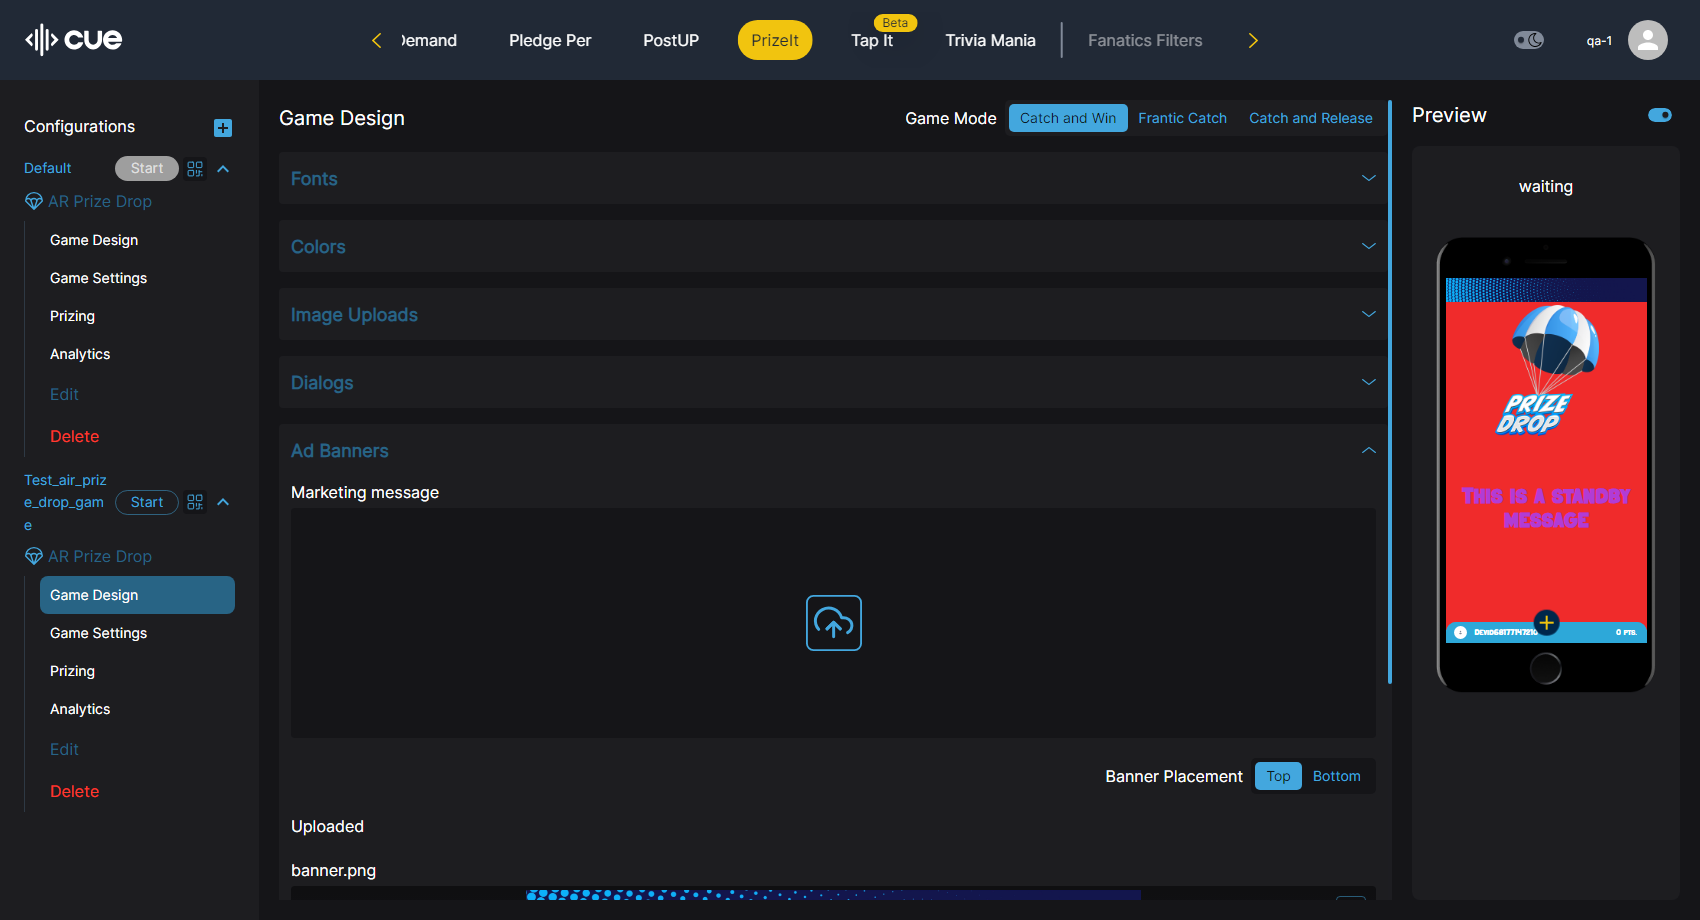 cue
Demand
Pledge Per
PostUP
PrizeIt
Beta
Tap It
Trivia Mania
Fanatics Filters
qa-1
Configurations
Default
Start
AR Prize Drop
Game Design
Game Settings
Prizing
Analytics
Edit
Delete
Test_air_priz
e_drop_gam
e
Start
AR Prize Drop
Game Design
Game Settings
Prizing
Analytics
Edit
Delete
Game Design
Game Mode
Catch and Win
Frantic Catch
Catch and Release
Fonts
Colors
Image Uploads
Dialogs
Ad Banners
Marketing message
Banner Placement
Top
Bottom
Uploaded
banner.png
Preview
waiting
PRIZE
DROP
THIS IS A STANDBY
MESSAGE
0 PTS.